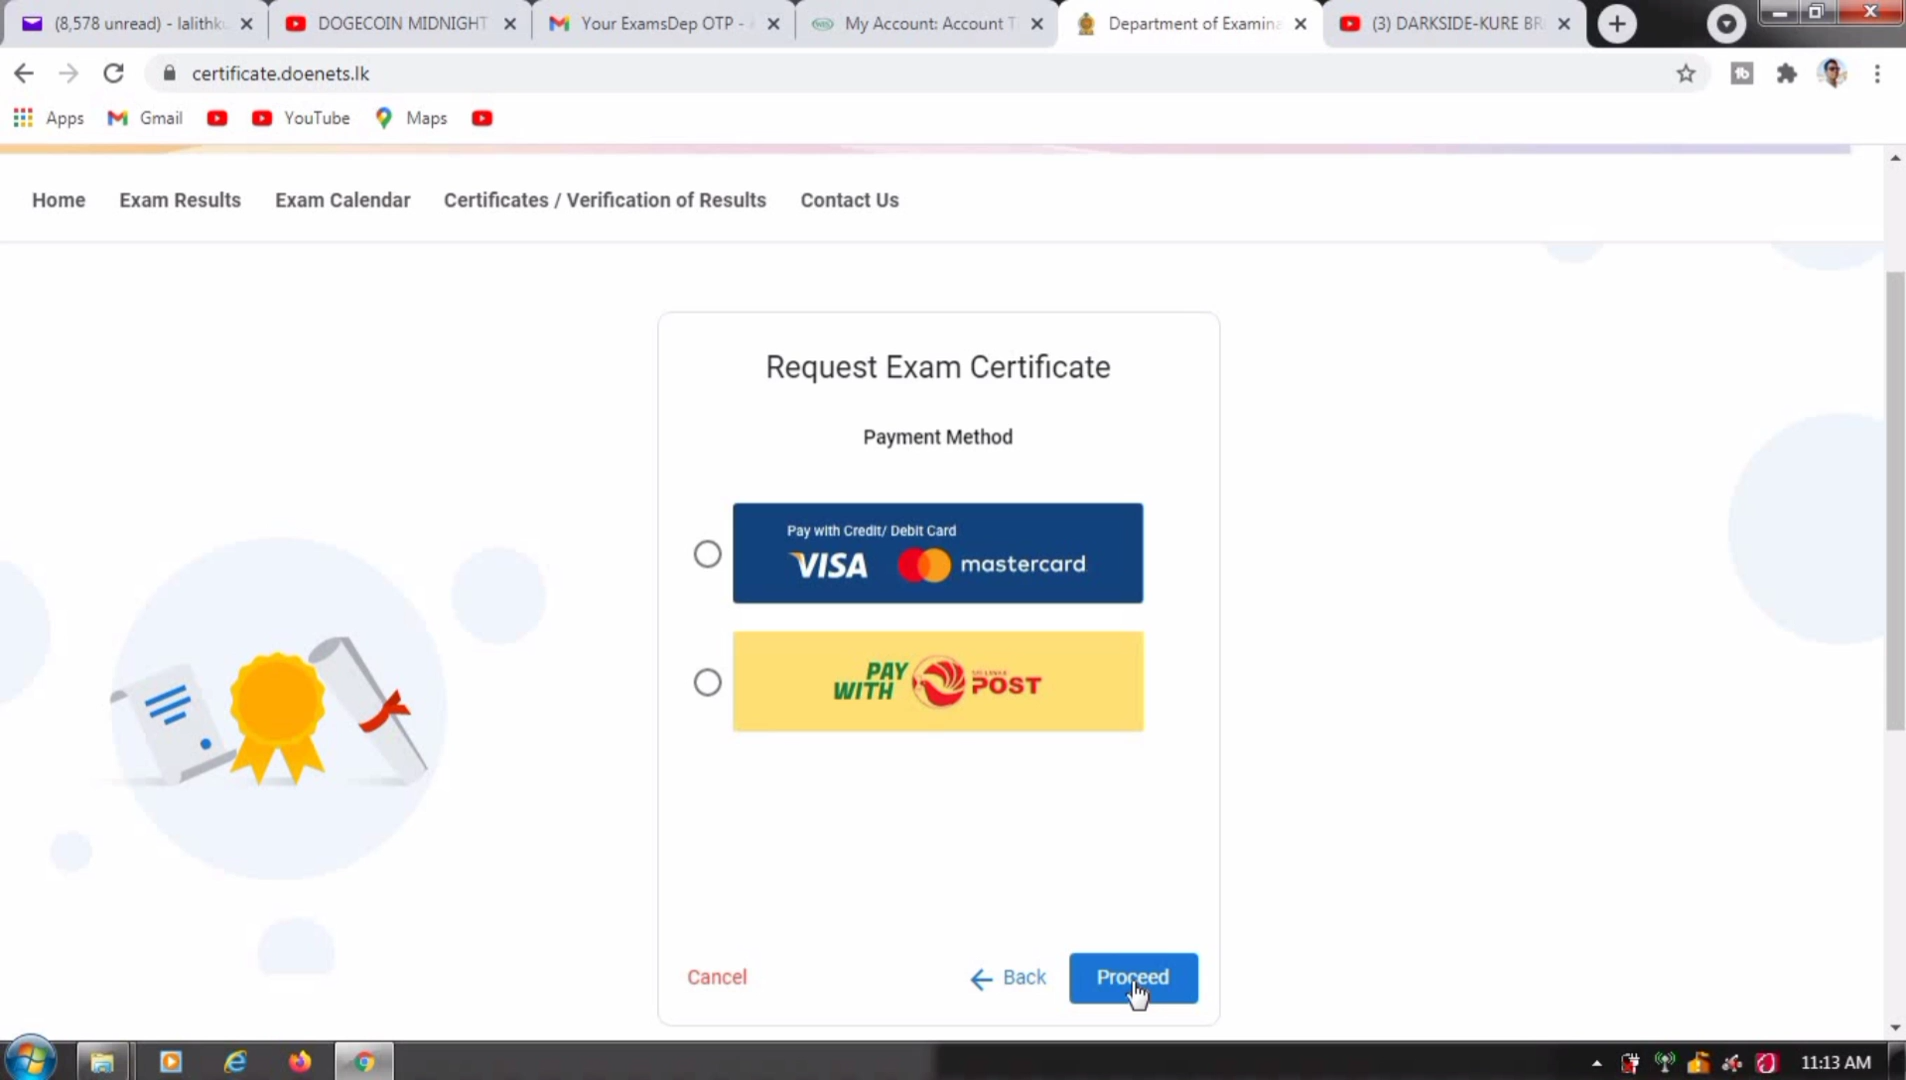 (8,578 unread) - lalithku
DOGECOIN MIDNIGHT
Your ExamsDep OTP -
My Account: Account T
Department of Examina
(3) DARKSIDE-KURE BR
certificate.doenets.lk
Apps
Gmail
YouTube
Maps
Home
Exam Results
Exam Calendar
Certificates / Verification of Results
Contact Us
Request Exam Certificate
Payment Method
Pay with Credit/ Debit Card
VISA
mastercard
PAY
WITH
POST
Cancel
Back
Proceed
11:13 AM